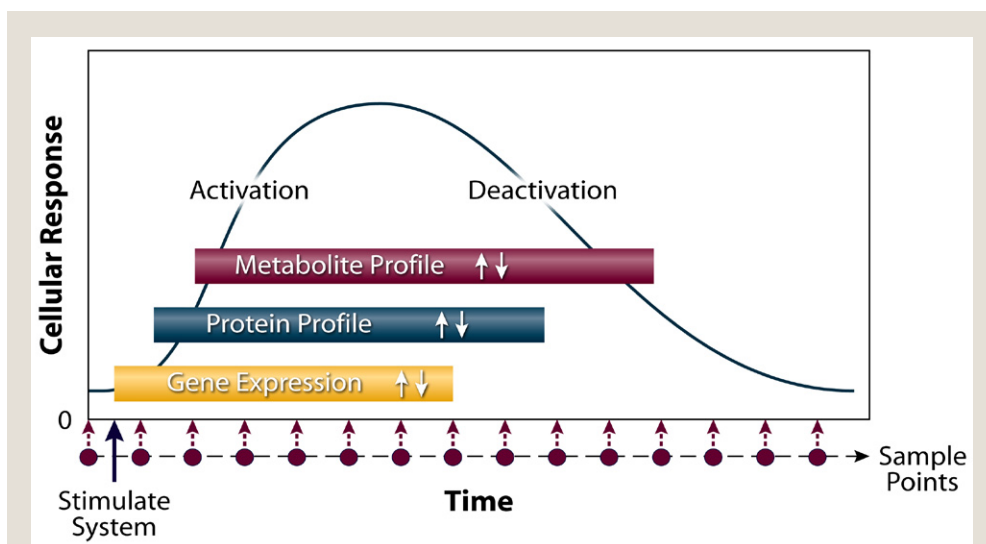 Cellular Response
Activation
Deactivation
Metabolite Profile
Protein Profile
Gene Expression
0
Sample
Points
Stimulate
System
Time